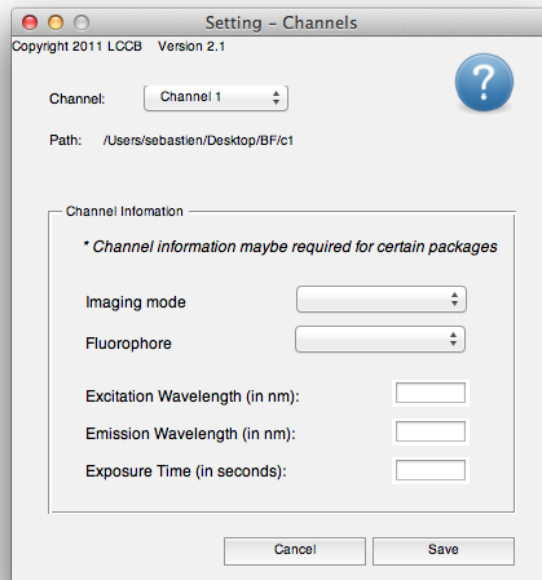 Setting – Channels
Copyright 2011 LCCB Version 2.1
?
Channel: Channel 1
Path: /Users/sebastien/Desktop/BF/c1
Channel Infomation
* Channel information maybe required for certain packages
Imaging mode
Fluorophore
Excitation Wavelength (in nm):
Emission Wavelength (in nm):
Exposure Time (in seconds):
Cancel Save